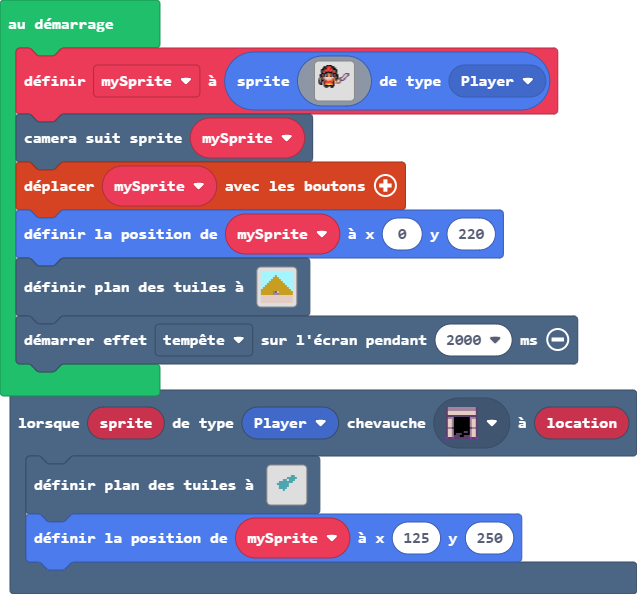 au démarrage
définir mySprite à sprite de type Player
camera suit sprite mySprite
déplacer mySprite avec les boutons
définir la position de mySprite à x 0 y 220
définir plan des tuiles à
démarrer effet tempête sur l'écran pendant 2000 ms
lorsque sprite de type Player chevauche à location
définir plan des tuiles à
définir la position de mySprite à x 125 y 250